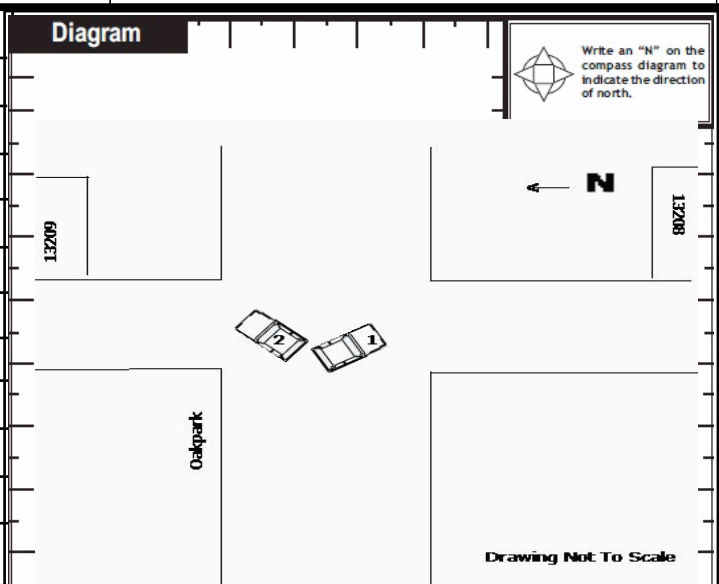 Diagram
Write an “N” on the
compass diagram to
indicate the direction
of north.
N
13209
13208
2
1
Oakpark
Drawing Not To Scale